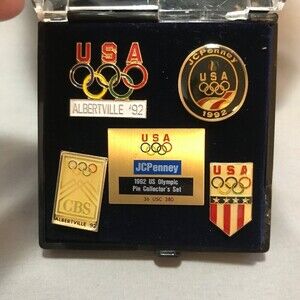 USA
ALBERTVILLE '92
JCPenney
USA
1992
USA
JCPenney
1992 US Olympic
Pin Collector's Set
36 USC 380
CBS
ALBERTVILLE '92
USA